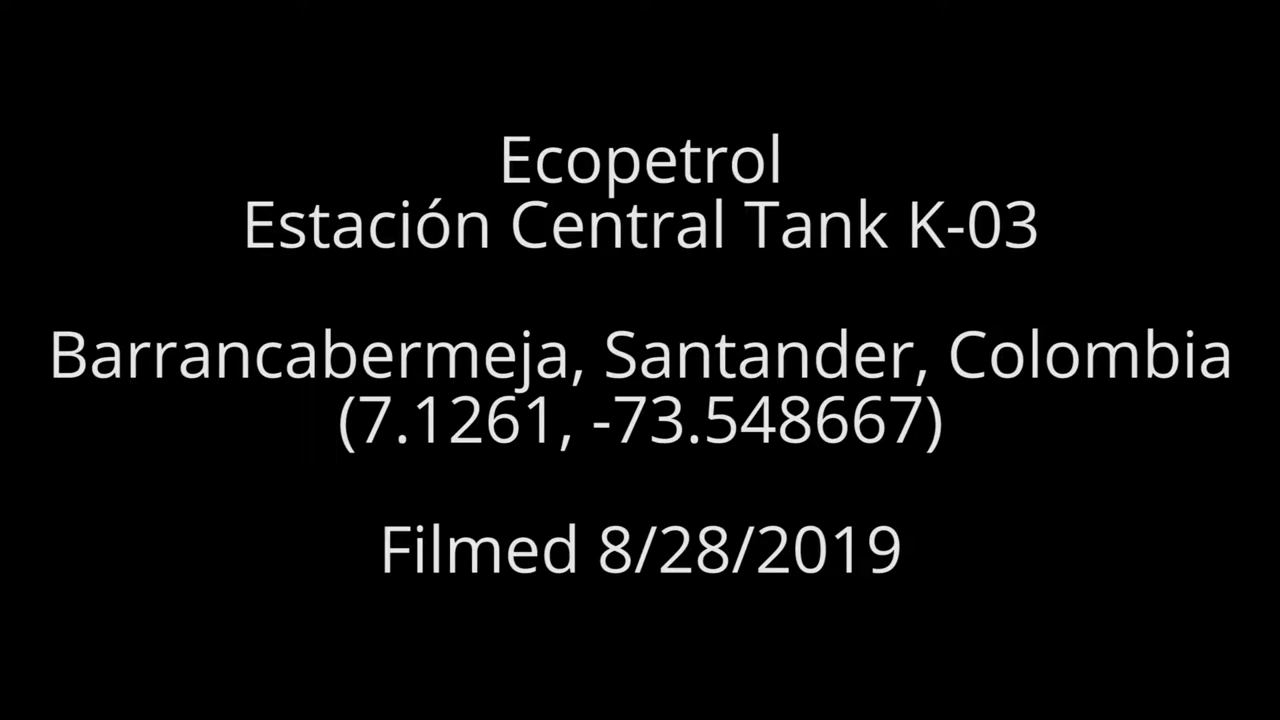 Ecopetrol
Estación Central Tank K-03
Barrancabermeja, Santander, Colombia
(7.1261, -73.548667)
Filmed 8/28/2019